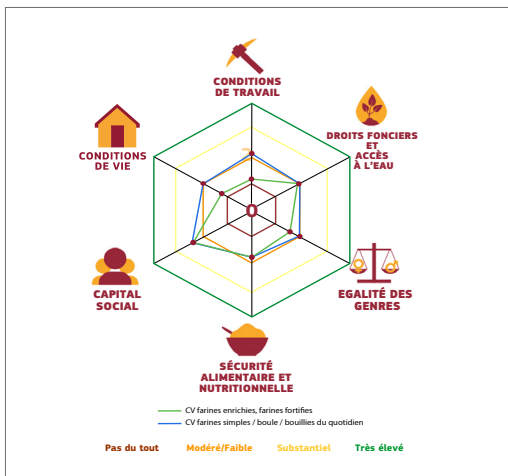 CONDITIONS
DE TRAVAIL
DROITS FONCIERS
ET
ACCÈS
À L'EAU
CONDITIONS
DE VIE
0
CAPITAL
SOCIAL
EGALITÉ DES
GENRES
SÉCURITÉ
ALIMENTAIRE ET
NUTRITIONNELLE
CV farines enrichies, farines fortifies
CV farines simples / boule / bouillies du quotidien
Pas du tout Modéré/Faible Substantiel Très élevé